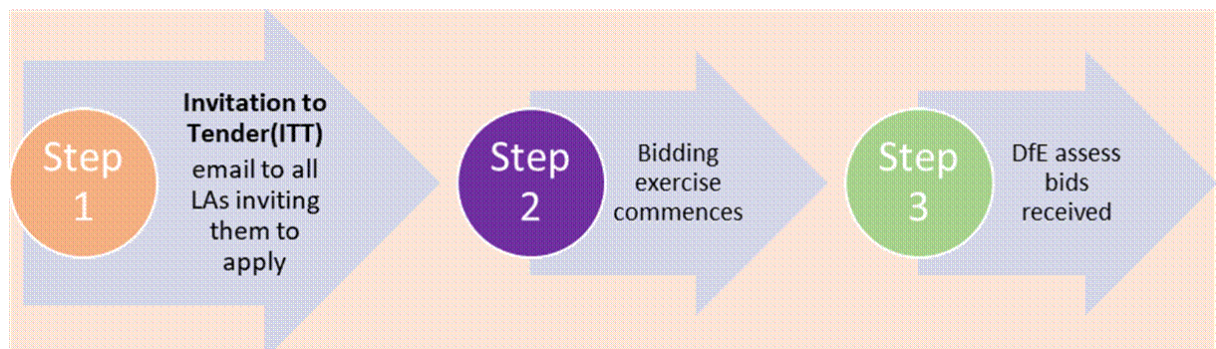 Step
1
Invitation to
Tender(ITT)
email to all
LAs inviting
them to
apply
Step
2
Bidding
exercise
commences
Step
3
DfE assess
bids
received